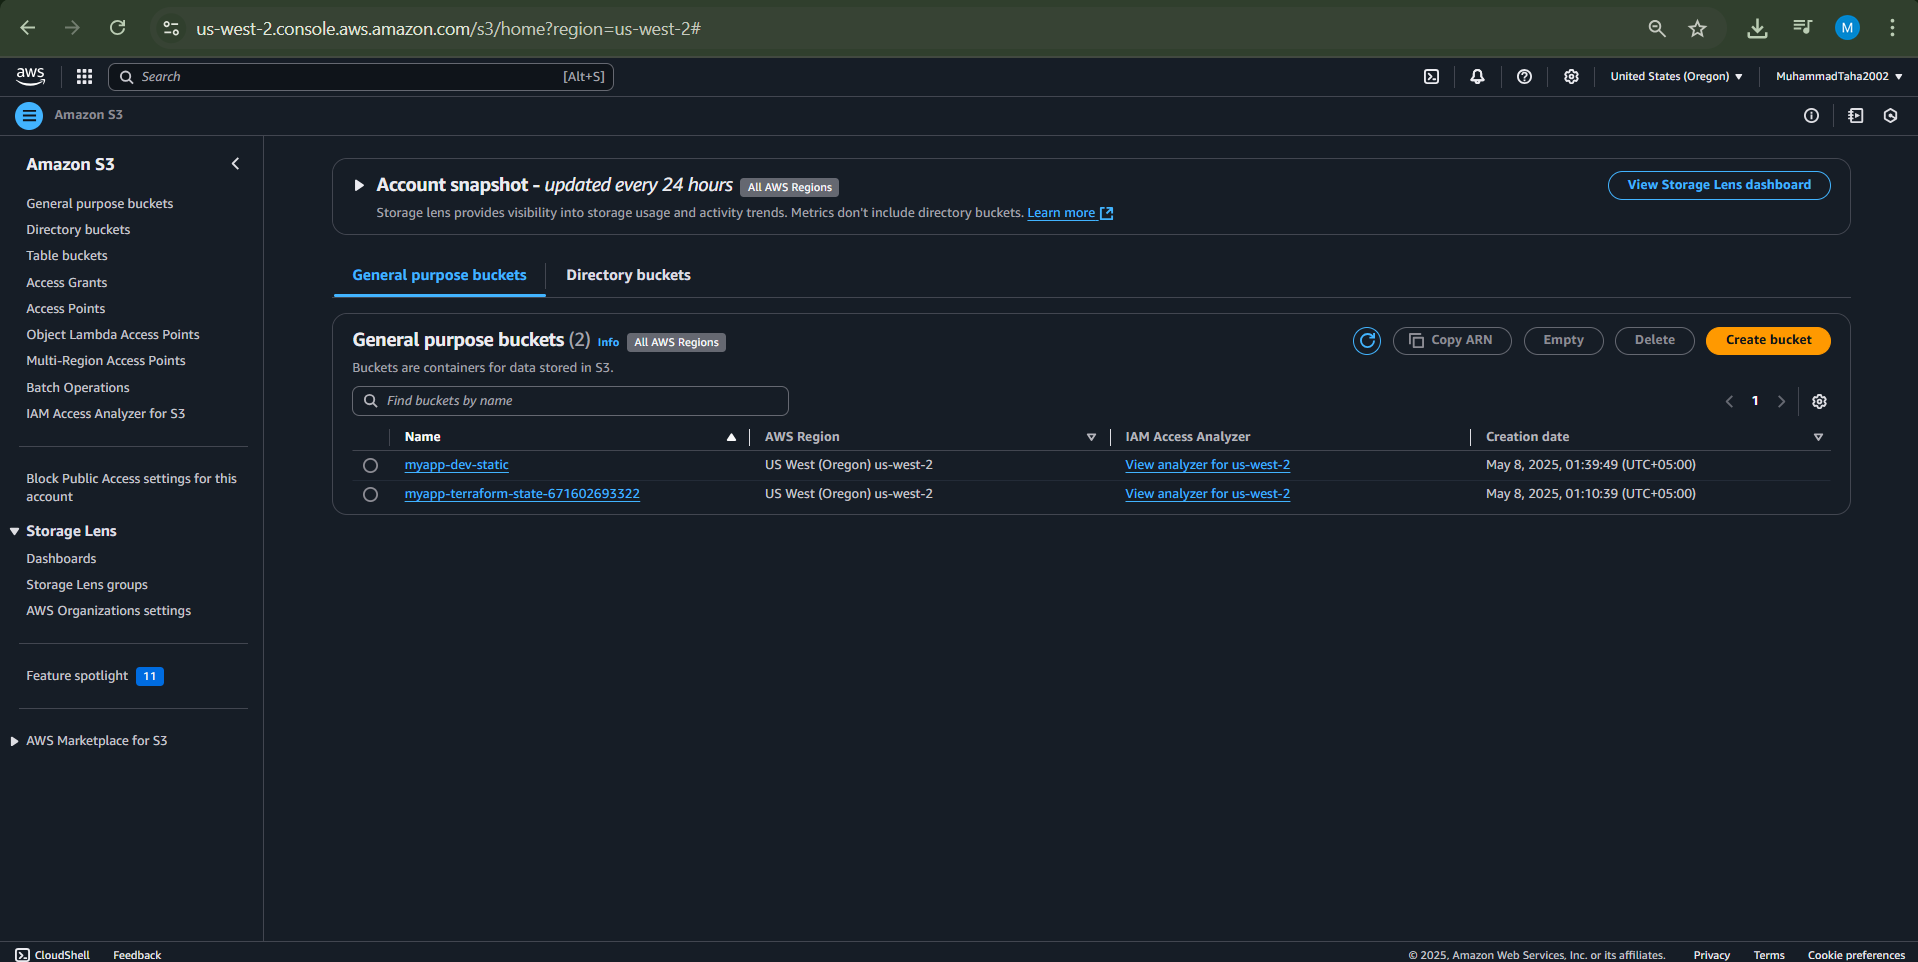 us-west-2.console.aws.amazon.com/s3/home?region=us-west-2#
M
aws
Search
[Alt+S]
United States (Oregon)
MuhammadTaha2002
Amazon S3
Amazon S3
General purpose buckets
Directory buckets
Table buckets
Access Grants
Access Points
Object Lambda Access Points
Multi-Region Access Points
Batch Operations
IAM Access Analyzer for S3
Block Public Access settings for this
account
Storage Lens
Dashboards
Storage Lens groups
AWS Organizations settings
Feature spotlight 11
AWS Marketplace for S3
Account snapshot - updated every 24 hours All AWS Regions
View Storage Lens dashboard
Storage lens provides visibility into storage usage and activity trends. Metrics don't include directory buckets. Learn more
General purpose buckets
Directory buckets
General purpose buckets (2) Info All AWS Regions
Copy ARN
Empty
Delete
Create bucket
Buckets are containers for data stored in S3.
Find buckets by name
1
Name AWS Region IAM Access Analyzer Creation date
myapp-dev-static US West (Oregon) us-west-2 View analyzer for us-west-2 May 8, 2025, 01:39:49 (UTC+05:00)
myapp-terraform-state-671602693322 US West (Oregon) us-west-2 View analyzer for us-west-2 May 8, 2025, 01:10:39 (UTC+05:00)
CloudShell Feedback © 2025, Amazon Web Services, Inc. or its affiliates. Privacy Terms Cookie preferences